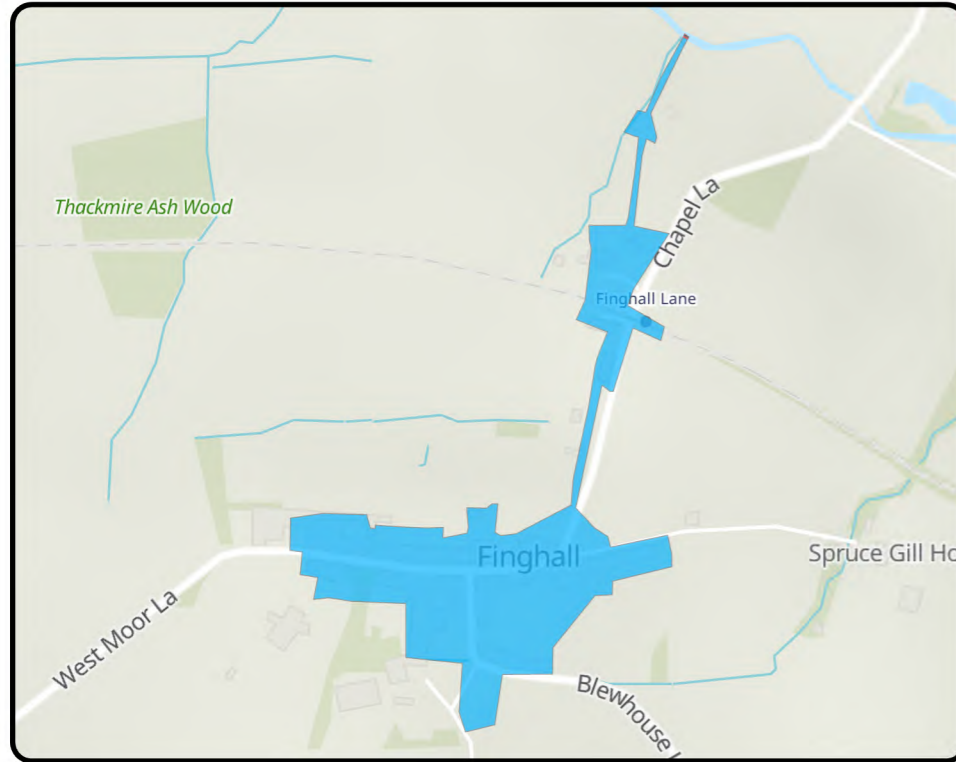 Thackmire Ash Wood
Chapel La
Finghall Lane
Finghall
Spruce Gill Ho
West Moor La
Blewhouse